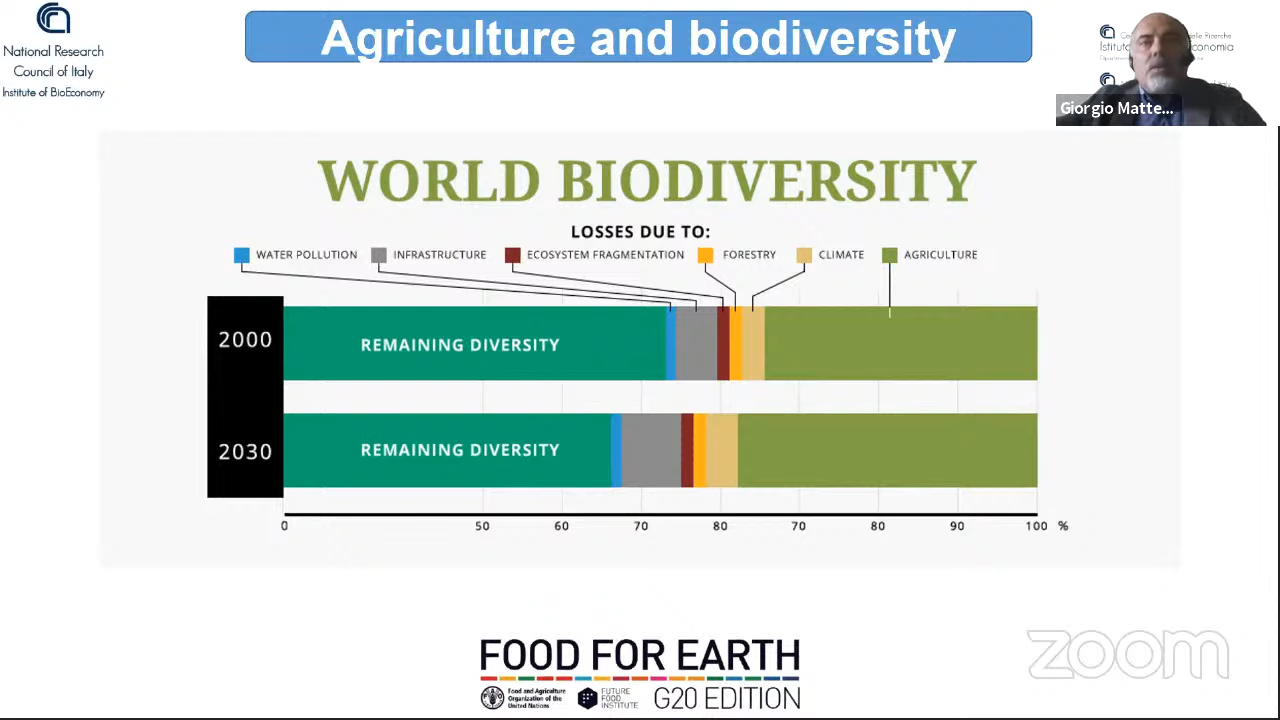 National Research
Council of Italy
Institute of BioEconomy
Agriculture and biodiversity
Giorgio Matte...
WORLD BIODIVERSITY
LOSSES DUE TO:
WATER POLLUTION INFRASTRUCTURE ECOSYSTEM FRAGMENTATION FORESTRY CLIMATE AGRICULTURE
2000 REMAINING DIVERSITY
2030 REMAINING DIVERSITY
0 50 60 70 80 70 80 90 100 %
FOOD FOR EARTH
Food and Agriculture
Organization of the
United Nations
FUTURE
FOOD
INSTITUTE
G20 EDITION
zoom